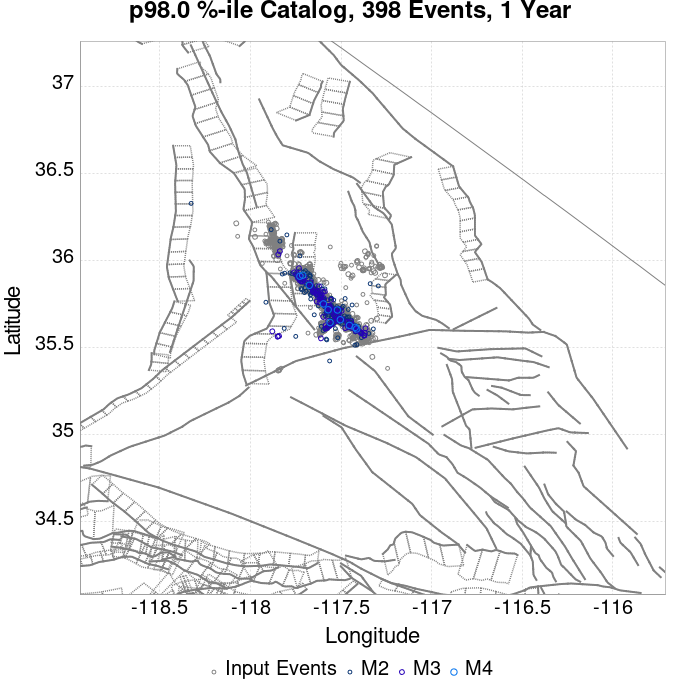 p98.0 %-ile Catalog, 398 Events, 1 Year
37
36.5
36
35.5
35
34.5
Latitude
-118.5 -118 -117.5 -117 -116.5 -116
Longitude
Input Events M2 M3 M4